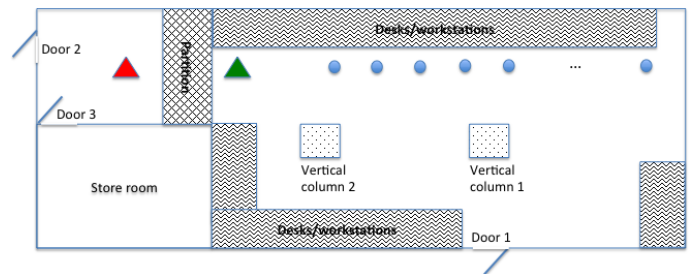 Desks/workstations
Door 2
Partition
...
Door 3
Vertical
column 2
Vertical
column 1
Store room
Desks/workstations
Door 1